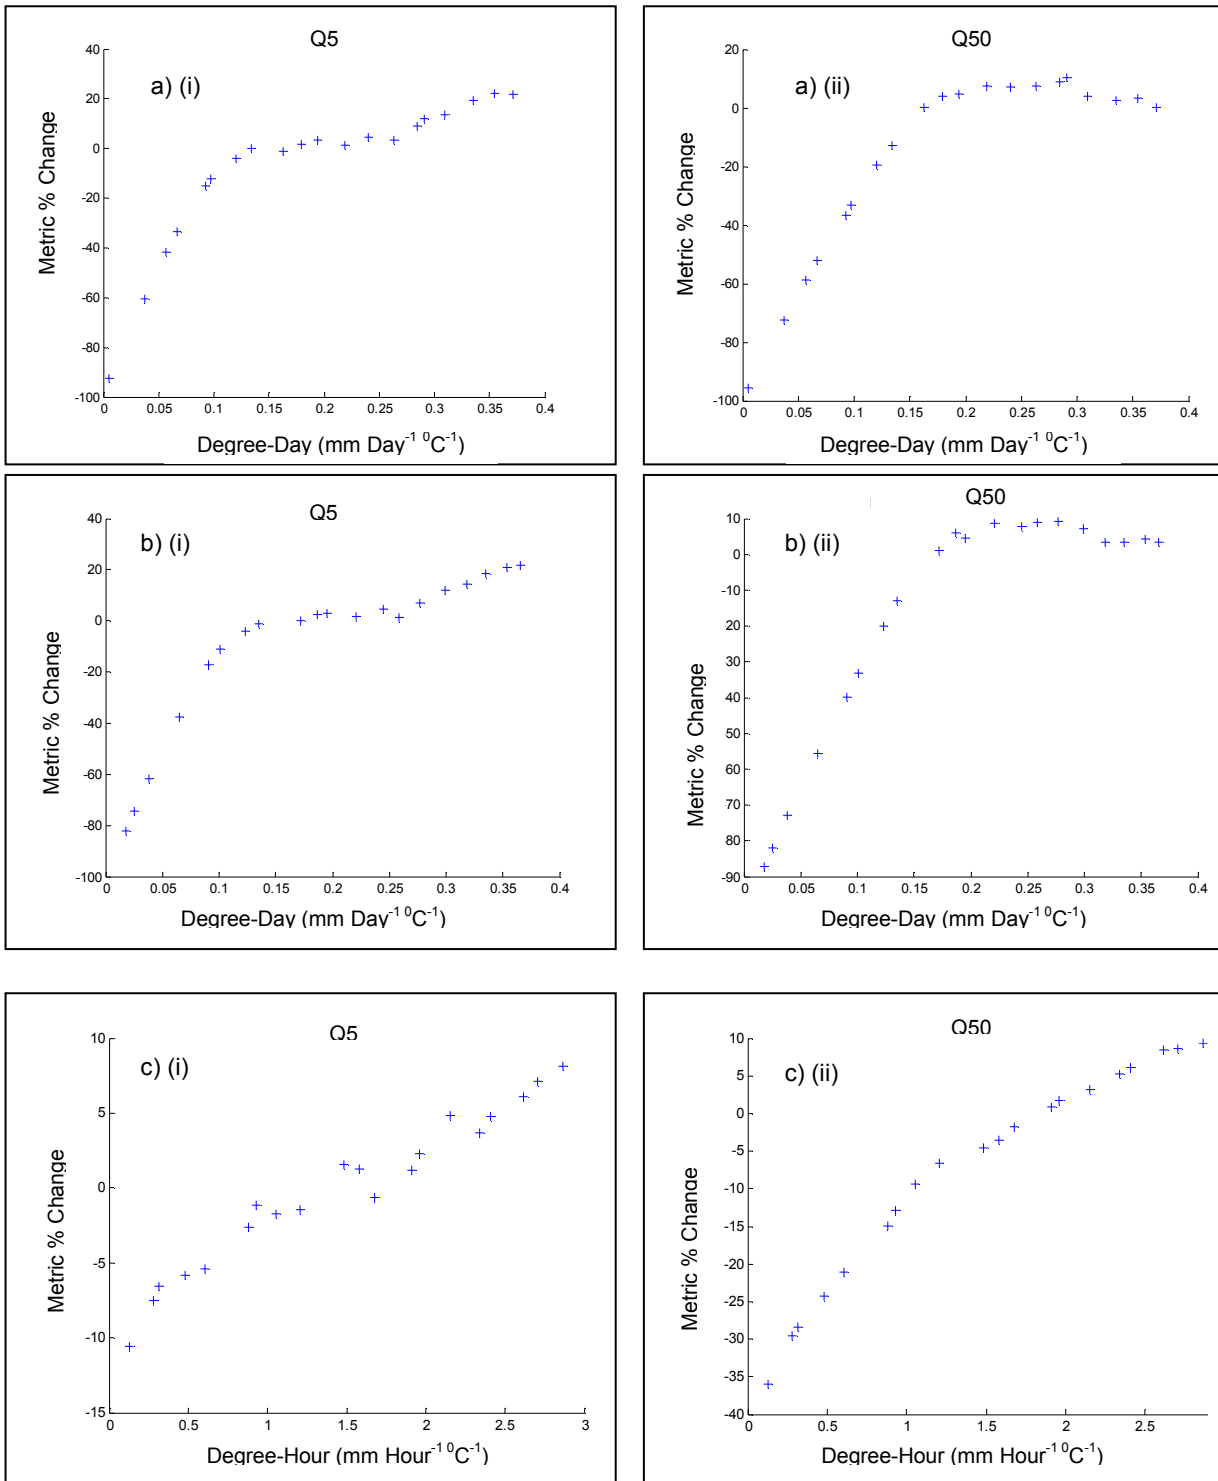 Q5
a) (i)
Metric % Change
40
20
0
-20
-40
-60
-80
-100
0 0.05 0.1 0.15 0.2 0.25 0.3 0.35 0.4
Degree-Day (mm Day⁻¹ ⁰C⁻¹)
Q50
a) (ii)
Metric % Change
20
0
-20
-40
-60
-80
-100
0 0.05 0.1 0.15 0.2 0.25 0.3 0.35 0.4
Degree-Day (mm Day⁻¹ ⁰C⁻¹)
Q5
b) (i)
Metric % Change
40
20
0
-20
-40
-60
-80
-100
0 0.05 0.1 0.15 0.2 0.25 0.3 0.35 0.4
Degree-Day (mm Day⁻¹ ⁰C⁻¹)
Q50
b) (ii)
Metric % Change
10
0
10
20
30
40
50
60
70
80
-90
0 0.05 0.1 0.15 0.2 0.25 0.3 0.35 0.4
Degree-Day (mm Day⁻¹ ⁰C⁻¹)
Q5
c) (i)
Metric % Change
10
5
0
-5
-10
-15
0 0.5 1 1.5 2 2.5 3
Degree-Hour (mm Hour⁻¹ ⁰C⁻¹)
Q50
c) (ii)
Metric % Change
10
5
0
-5
-10
-15
-20
-25
-30
-35
-40
0 0.5 1 1.5 2 2.5
Degree-Hour (mm Hour⁻¹ ⁰C⁻¹)